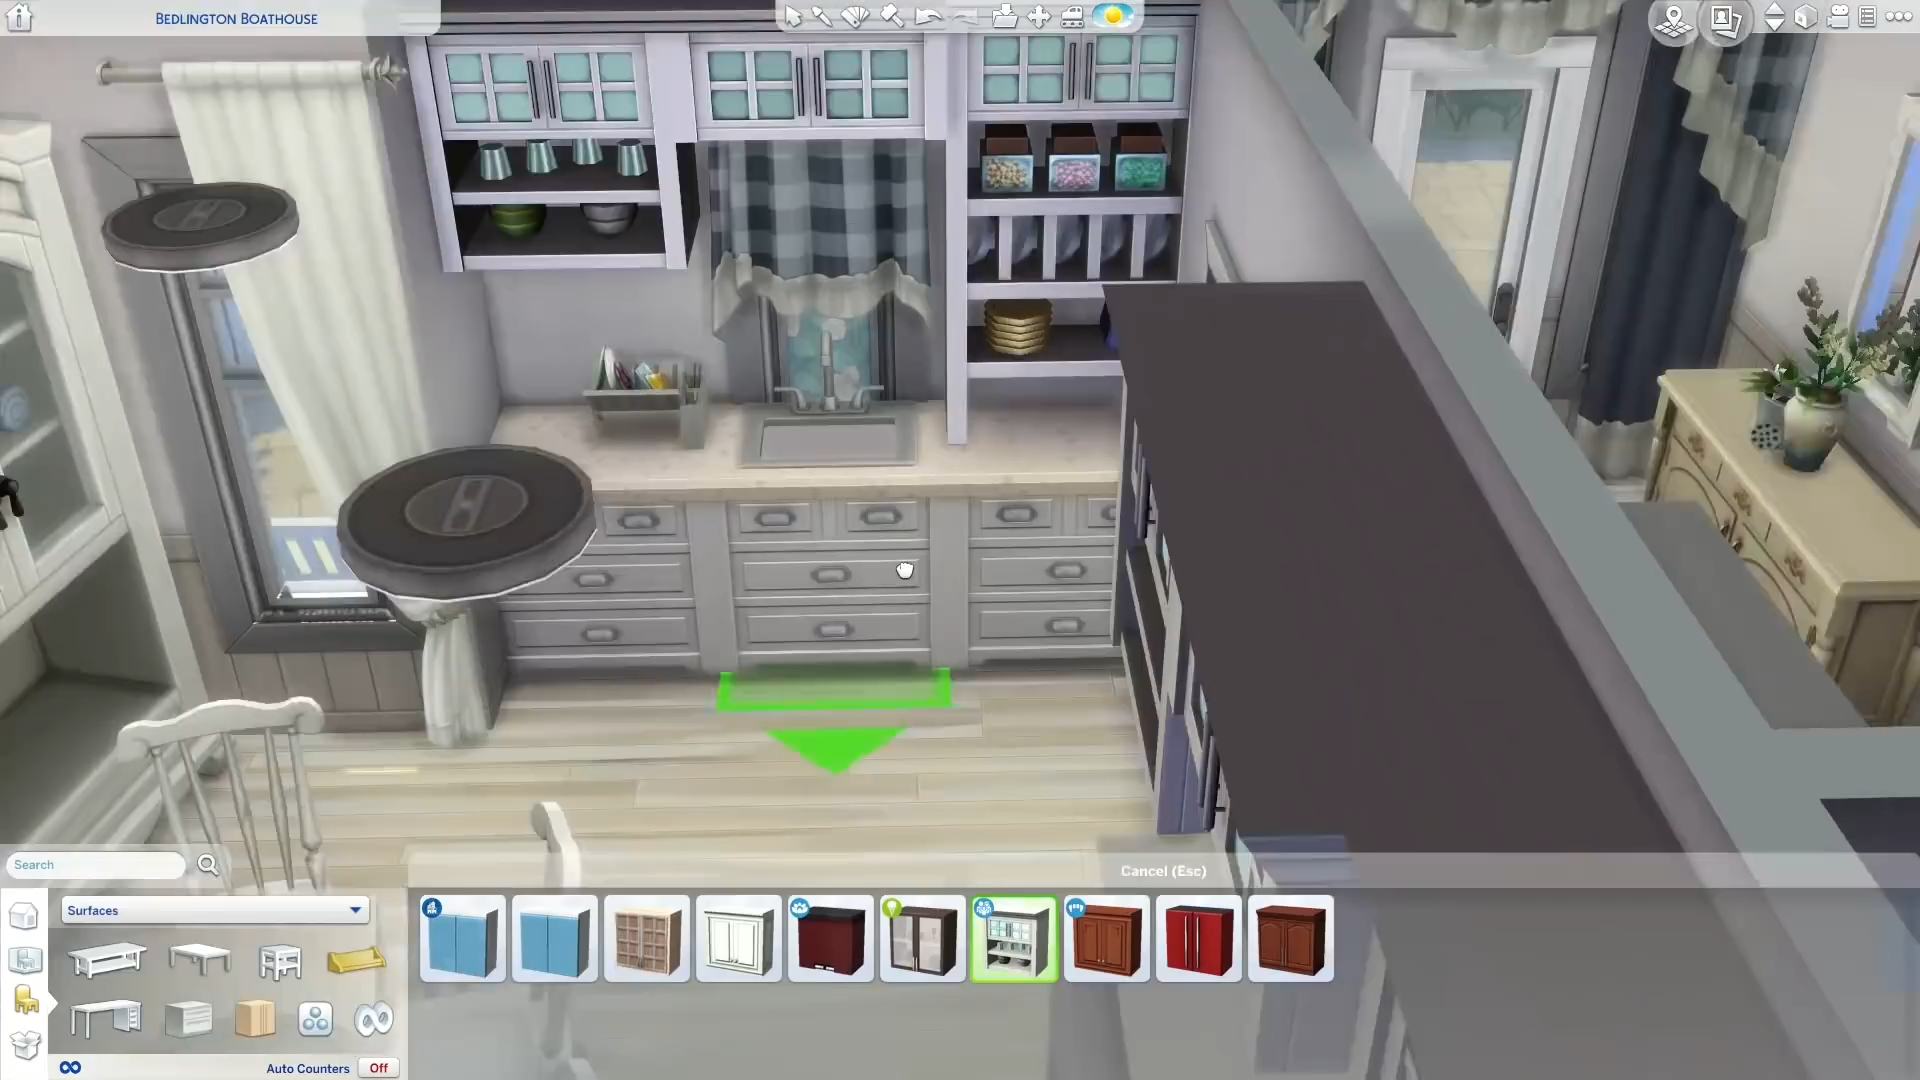 BEDLINGTON BOATHOUSE
Search
Cancel (Esc)
Surfaces
Auto Counters Off